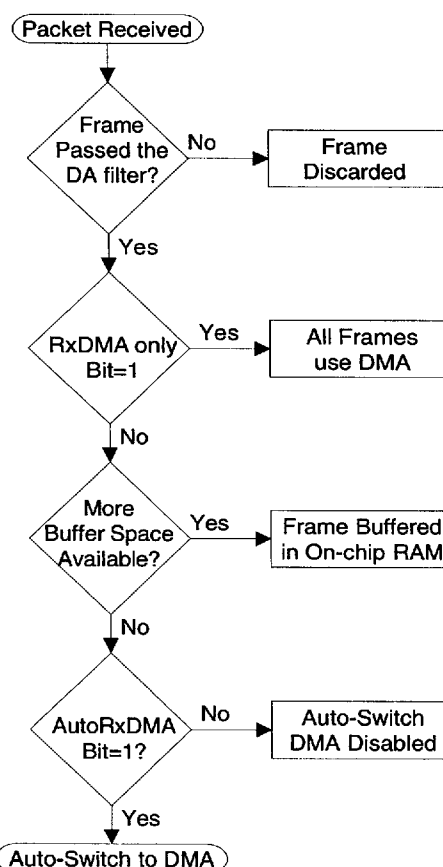 Packet Received
Frame
Passed the
DA filter?
No
Frame
Discarded
Yes
RxDMA only
Bit=1
Yes
All Frames
use DMA
No
More
Buffer Space
Available?
Yes
Frame Buffered
in On-chip RAM
No
AutoRxDMA
Bit=1?
No
Auto-Switch
DMA Disabled
Yes
Auto-Switch to DMA